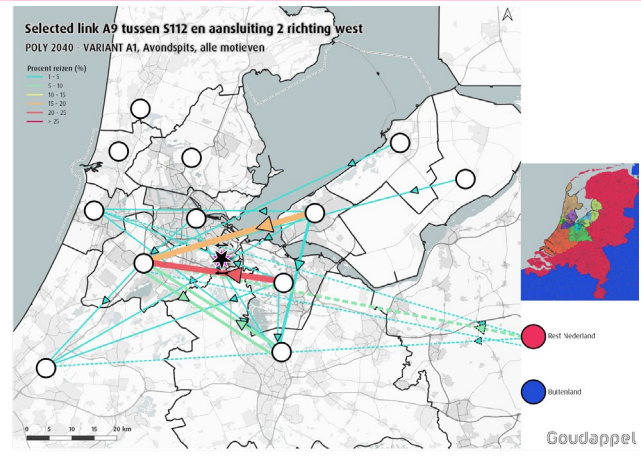 Selected link A9 tussen S112 en aansluiting 2 richting west
POLY 2040 - VARIANT A1, Avondspits, alle motieven
Procent reizen (%)
1 - 5
5 - 10
10 - 15
15 - 20
20 - 25
> 25
Rest Nederland
Buitenland
0 5 10 15 20 km
Goudappel